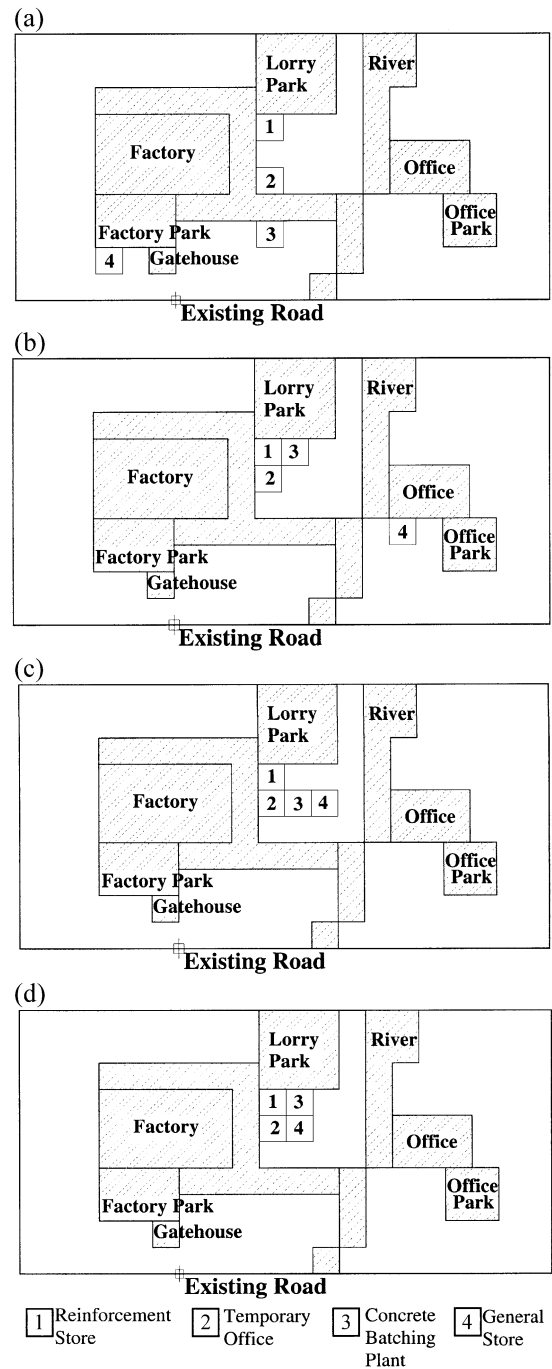 (a)
Lorry
Park
River
1
Factory
2
Office
Office
Park
Factory Park
3
4
Gatehouse
Existing Road
(b)
Lorry
Park
River
1 3
Factory
2
Office
4
Office
Park
Factory Park
Gatehouse
Existing Road
(c)
Lorry
Park
River
1
Factory
2 3 4
Office
Office
Park
Factory Park
Gatehouse
Existing Road
(d)
Lorry
Park
River
1 3
Factory
2 4
Office
Office
Park
Factory Park
Gatehouse
Existing Road
1 Reinforcement
Store
2 Temporary
Office
3 Concrete
Batching
Plant
4 General
Store